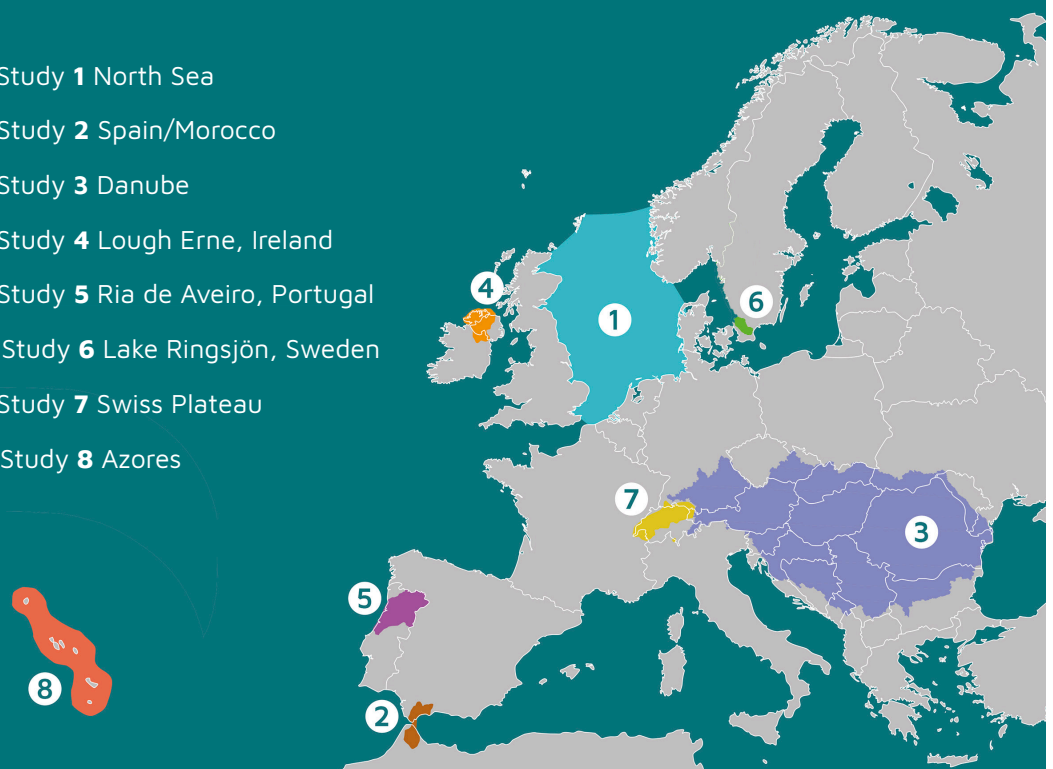 Study 1 North Sea
Study 2 Spain/Morocco
Study 3 Danube
Study 4 Lough Erne, Ireland
Study 5 Ria de Aveiro, Portugal
Study 6 Lake Ringsjön, Sweden
Study 7 Swiss Plateau
Study 8 Azores
4
6
1
7
3
5
8
2